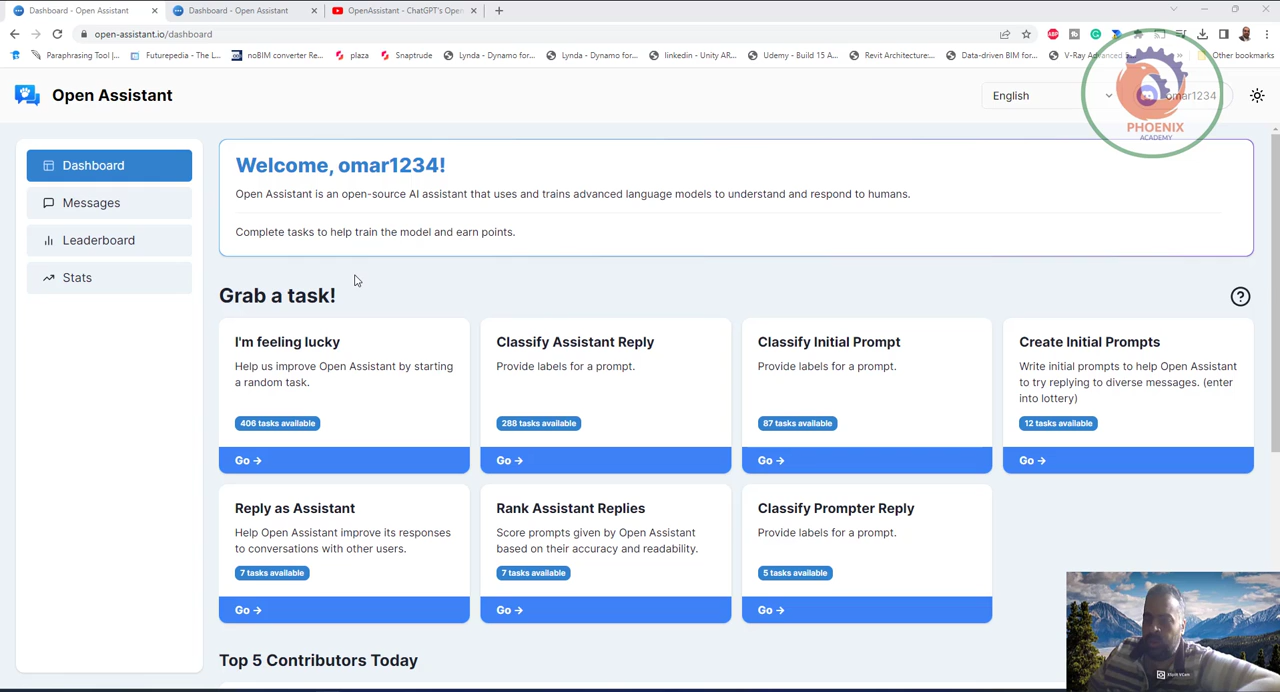 Dashboard - Open Assistant
Dashboard - Open Assistant
OpenAssistant - ChatGPT's Open
open-assistant.io/dashboard
Paraphrasing Tool |...
Futurepedia - The L...
noBIM converter Re...
plaza
Snaptrude
Lynda - Dynamo for...
Lynda - Dynamo for...
linkedin - Unity AR...
Udemy - Build 15 A...
Revit Architecture:...
Data-driven BIM for...
V-Ray Advanced
Other bookmarks
Open Assistant
English
omar1234
PHOENIX
ACADEMY
Dashboard
Messages
Leaderboard
Stats
Welcome, omar1234!
Open Assistant is an open-source AI assistant that uses and trains advanced language models to understand and respond to humans.
Complete tasks to help train the model and earn points.
Grab a task!
I'm feeling lucky
Help us improve Open Assistant by starting
a random task.
406 tasks available
Go →
Classify Assistant Reply
Provide labels for a prompt.
288 tasks available
Go →
Classify Initial Prompt
Provide labels for a prompt.
87 tasks available
Go →
Create Initial Prompts
Write initial prompts to help Open Assistant
to try replying to diverse messages. (enter
into lottery)
12 tasks available
Go →
Reply as Assistant
Help Open Assistant improve its responses
to conversations with other users.
7 tasks available
Go →
Rank Assistant Replies
Score prompts given by Open Assistant
based on their accuracy and readability.
7 tasks available
Go →
Classify Prompter Reply
Provide labels for a prompt.
5 tasks available
Go →
Top 5 Contributors Today